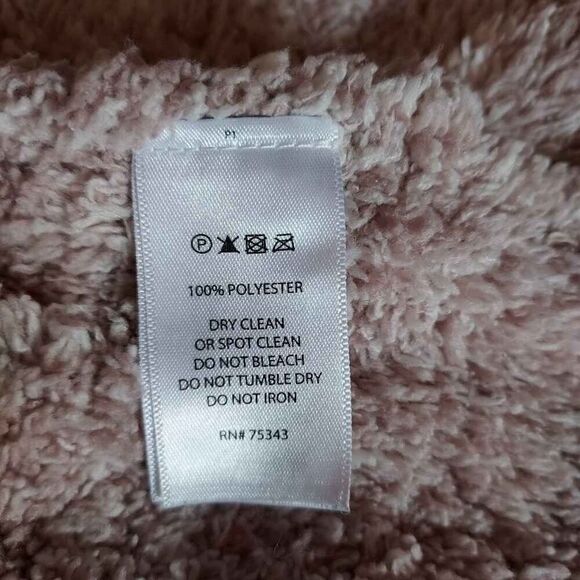 P1
P
100% POLYESTER
DRY CLEAN
OR SPOT CLEAN
DO NOT BLEACH
DO NOT TUMBLE DRY
DO NOT IRON
RN# 75343